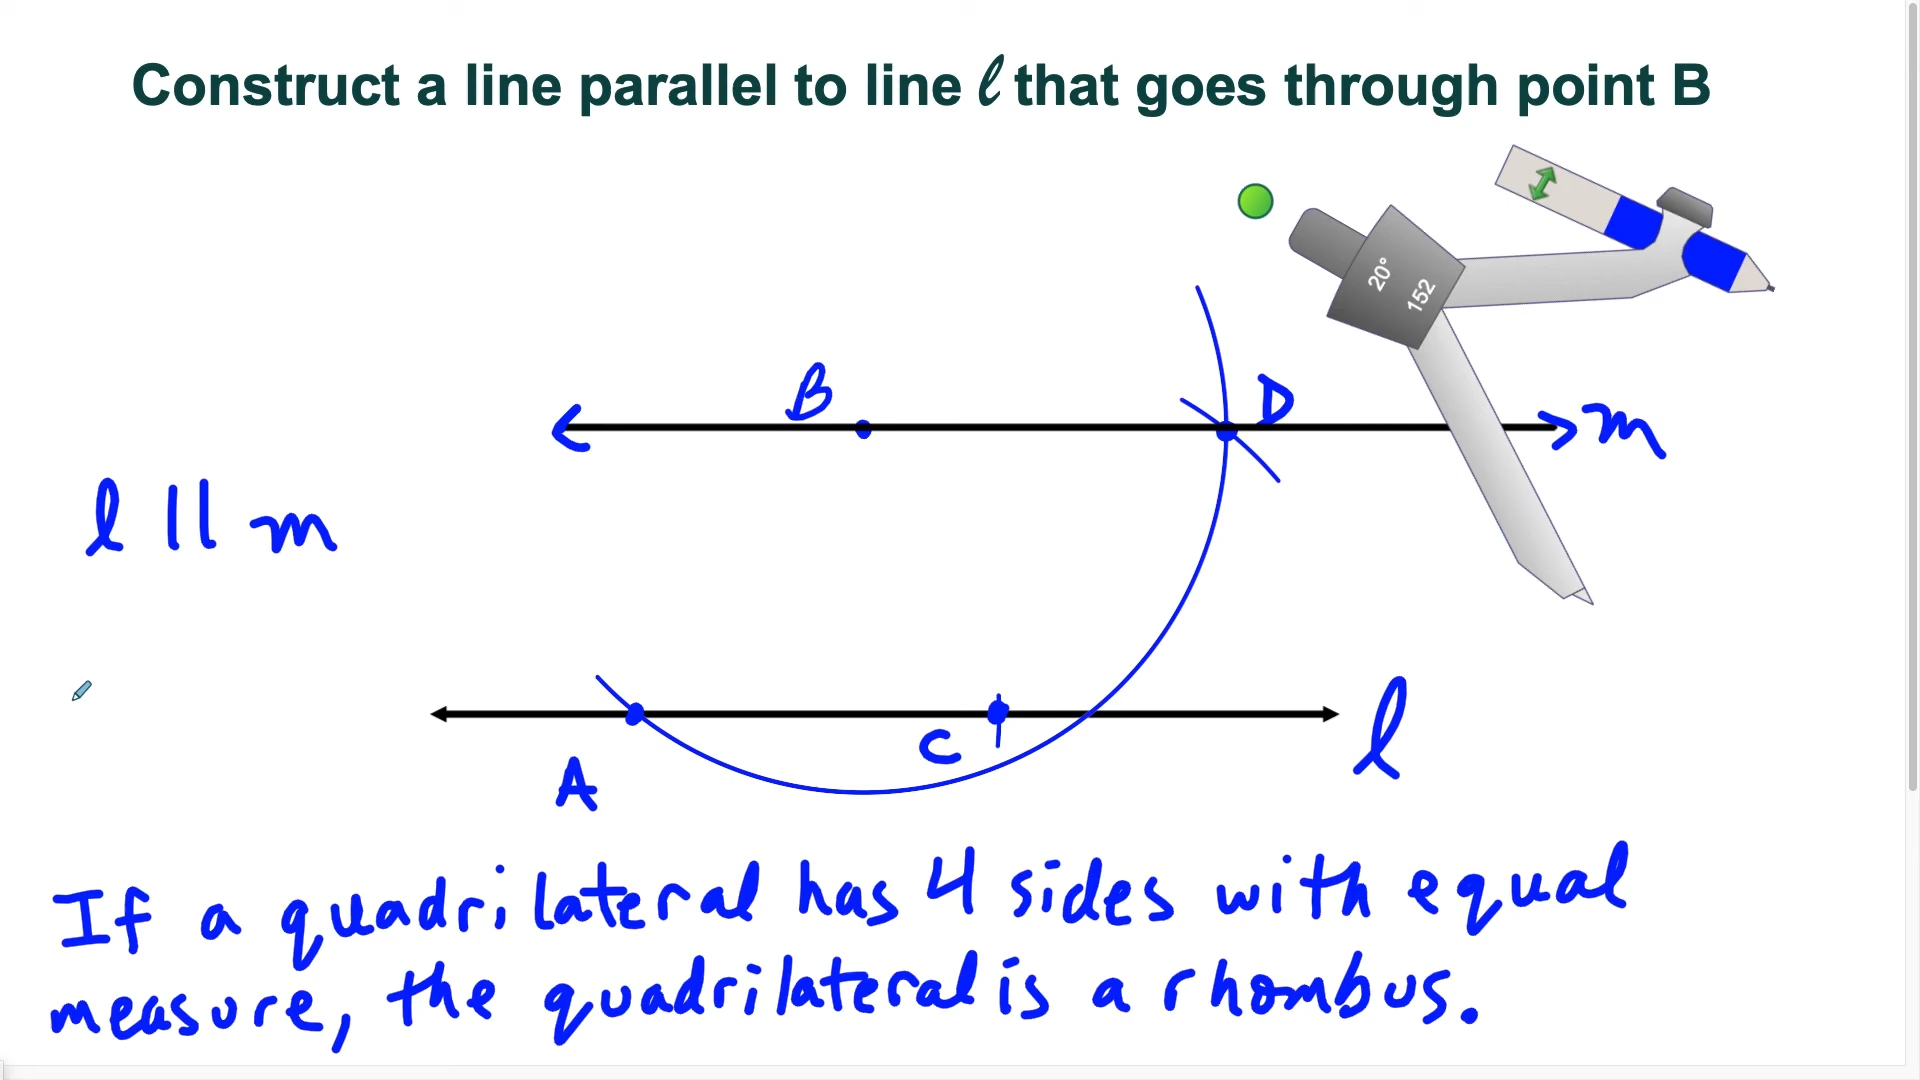 Construct a line parallel to line ℓ that goes through point B
20°
152
B
D
m
ℓ || m
C
A
ℓ
If a quadrilateral has 4 sides with equal
measure, the quadrilateral is a rhombus.